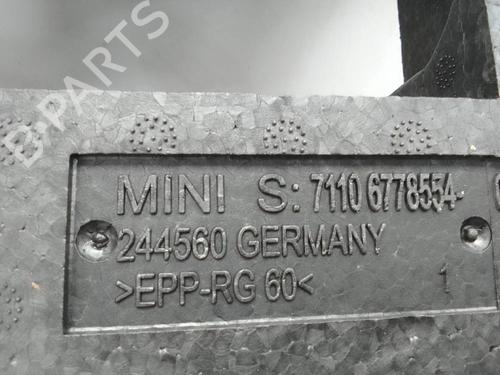 B-PARTS
MINI S: 7110 6778554-
244560 GERMANY
>EPP-RG 60< 1